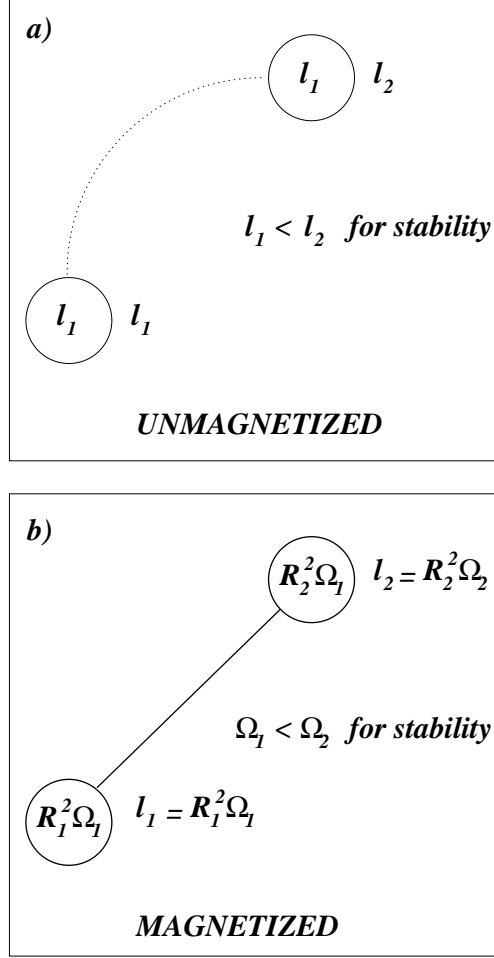 a)
l₁ l₂
l₁ < l₂ for stability
l₁ l₁
UNMAGNETIZED
b)
R₂²Ω₁ l₂ = R₂²Ω₂
Ω₁ < Ω₂ for stability
R₁²Ω₁ l₁ = R₁²Ω₁
MAGNETIZED